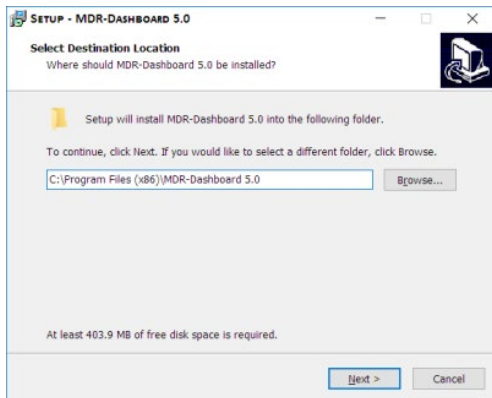 SETUP - MDR-DASHBOARD 5.0
Select Destination Location
Where should MDR-Dashboard 5.0 be installed?
Setup will install MDR-Dashboard 5.0 into the following folder.
To continue, click Next. If you would like to select a different folder, click Browse.
C:\Program Files (x86)\MDR-Dashboard 5.0
Browse...
At least 403.9 MB of free disk space is required.
Next >
Cancel